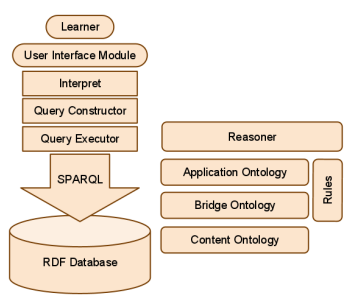 Learner
User Interface Module
Interpret
Query Constructor
Query Executor
SPARQL
RDF Database
Reasoner
Application Ontology
Bridge Ontology
Content Ontology
Rules